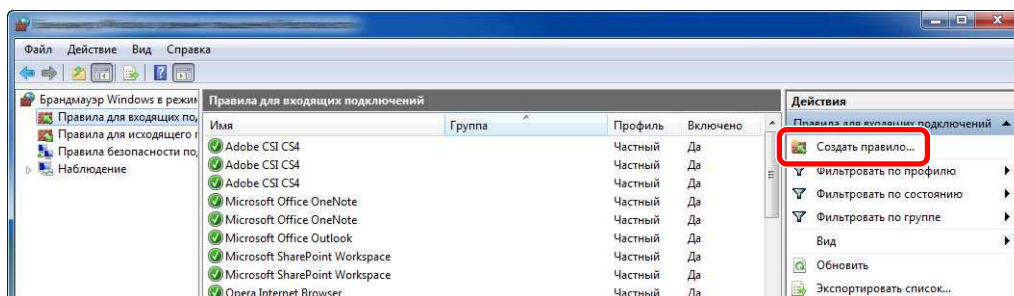 Файл Действие Вид Справка
Брандмауэр Windows в режим
Правила для входящих по
Правила для исходящего п
Правила безопасности по
Наблюдение
Правила для входящих подключений
Имя Группа Профиль Включено
Adobe CSI CS4 Частный Да
Adobe CSI CS4 Частный Да
Adobe CSI CS4 Частный Да
Microsoft Office OneNote Частный Да
Microsoft Office OneNote Частный Да
Microsoft Office Outlook Частный Да
Microsoft SharePoint Workspace Частный Да
Microsoft SharePoint Workspace Частный Да
Opera Internet Browser Частный Да
Действия
Правила для входящих подключений
Создать правило...
Фильтровать по профилю
Фильтровать по состоянию
Фильтровать по группе
Вид
Обновить
Экспортировать список...